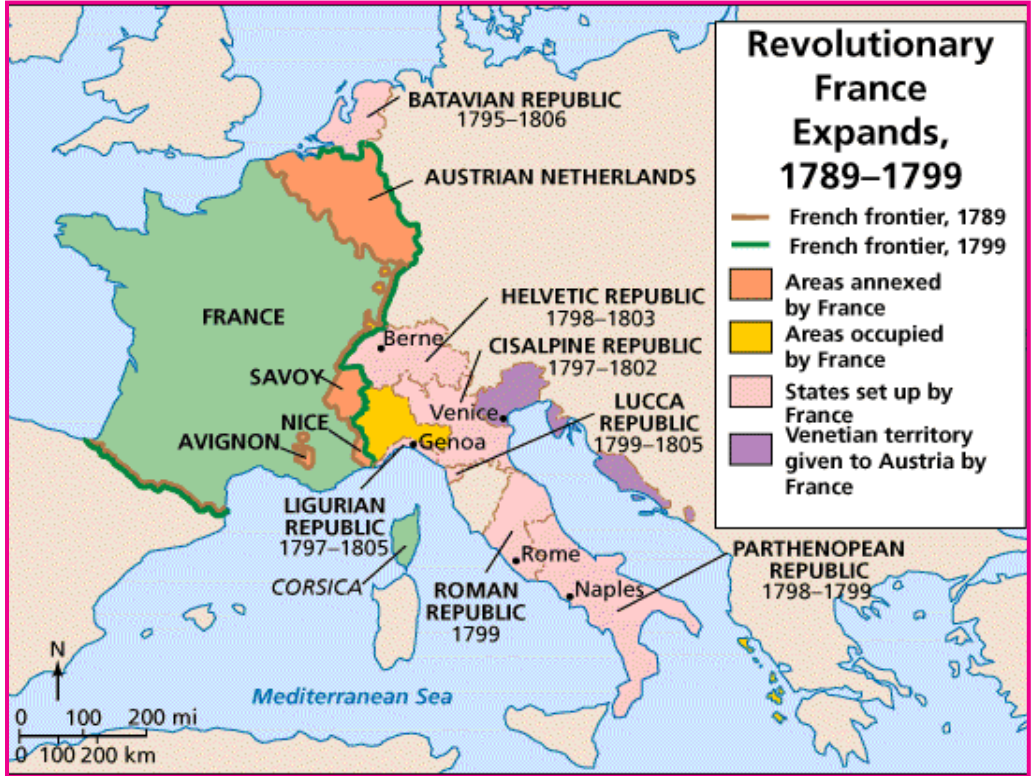 Revolutionary
France
Expands,
1789–1799
French frontier, 1789
French frontier, 1799
Areas annexed
by France
Areas occupied
by France
States set up by
France
Venetian territory
given to Austria by
France
BATAVIAN REPUBLIC
1795–1806
AUSTRIAN NETHERLANDS
HELVETIC REPUBLIC
1798–1803
FRANCE
Berne
CISALPINE REPUBLIC
1797–1802
SAVOY
Venice
LUCCA
REPUBLIC
1799–1805
NICE
AVIGNON
Genoa
LIGURIAN
REPUBLIC
1797–1805
CORSICA
Rome
ROMAN
REPUBLIC
1799
Naples
PARTHENOPEAN
REPUBLIC
1798–1799
N
Mediterranean Sea
0 100 200 mi
0 100 200 km